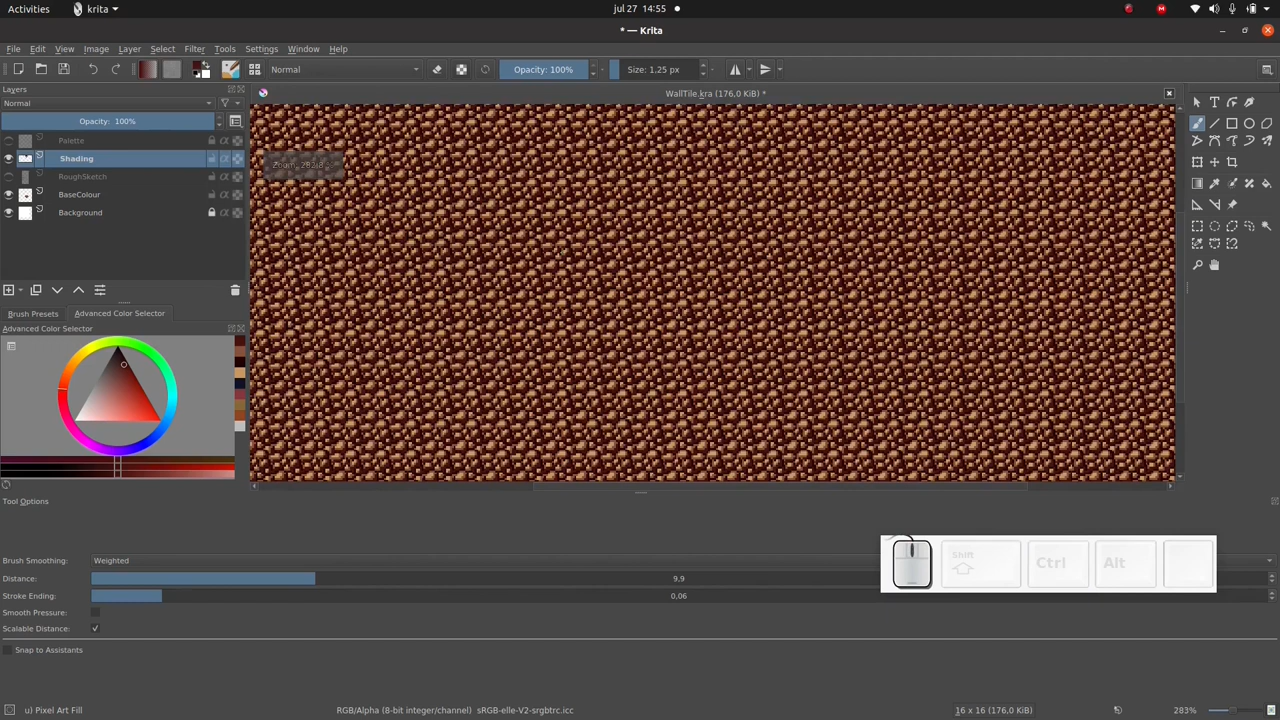 Activities
krita
jul 27 14:55
* — Krita
File Edit View Image Layer Select Filter Tools Settings Window Help
Normal
Opacity: 100%
Size: 1,25 px
Layers
WallTile.kra (176,0 KiB) *
Normal
Opacity: 100%
Palette
Shading
RoughSketch
BaseColour
Background
Brush Presets
Advanced Color Selector
Advanced Color Selector
Tool Options
Brush Smoothing:
Weighted
Distance:
9,9
Stroke Ending:
0,06
Smooth Pressure:
Scalable Distance:
Snap to Assistants
Shift
Ctrl
Alt
u) Pixel Art Fill
RGB/Alpha (8-bit integer/channel) sRGB-elle-V2-srgbtrc.icc
16 x 16 (176,0 KiB)
283%